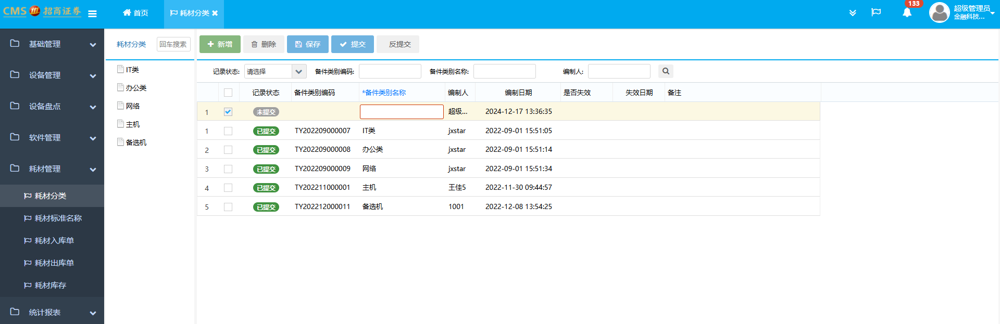 CMS 招商证券
首页
耗材分类
133
超级管理员
金融科技...
基础管理
设备管理
设备盘点
软件管理
耗材管理
耗材分类
耗材标准名称
耗材入库单
耗材出库单
耗材库存
统计报表
耗材分类 回车搜索
IT类
办公类
网络
主机
备选机
新增 删除 保存 提交 反提交
记录状态: 请选择 备件类别编码: 备件类别名称: 编制人:
记录状态 备件类别编码 *备件类别名称 编制人 编制日期 是否失效 失效日期 备注
1 未提交 超级... 2024-12-17 13:36:35
1 已提交 TY202209000007 IT类 jxstar 2022-09-01 15:51:05
2 已提交 TY202209000008 办公类 jxstar 2022-09-01 15:51:14
3 已提交 TY202209000009 网络 jxstar 2022-09-01 15:51:34
4 已提交 TY202211000001 主机 王佳5 2022-11-30 09:44:57
5 已提交 TY202212000011 备选机 1001 2022-12-08 13:54:25